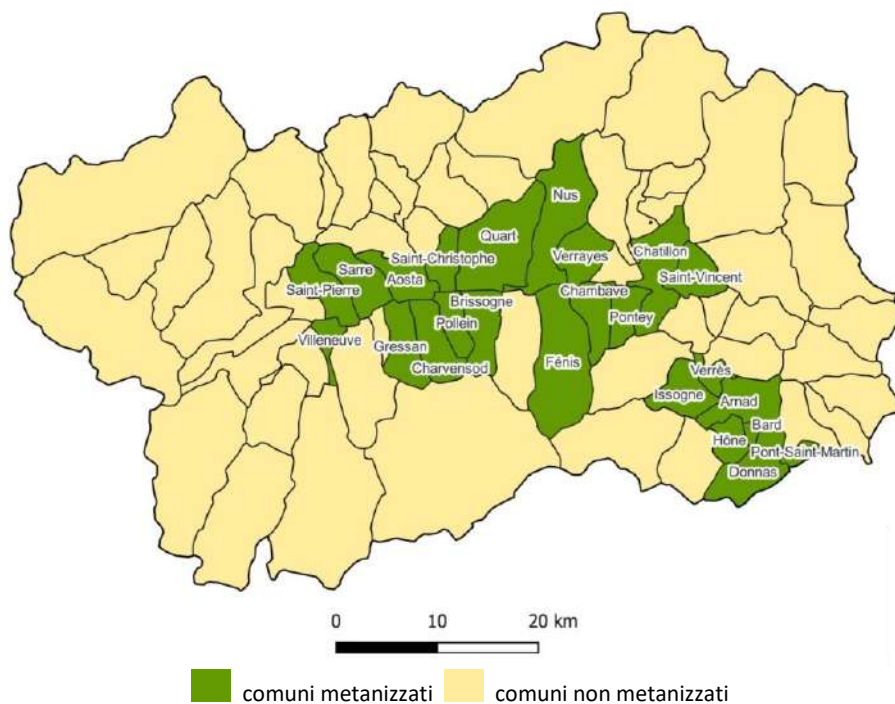 Nus
Quart
Saint-Christophe
Verrayes
Chatillon
Sarre
Aosta
Saint-Vincent
Saint-Pierre
Brissogne
Chambave
Pollein
Pontey
Villeneuve
Gressan
Charvensod
Fénis
Verrès
Issogne
Arnad
Bard
Hône
Pont-Saint-Martin
Donnas
0 10 20 km
comuni metanizzati comuni non metanizzati